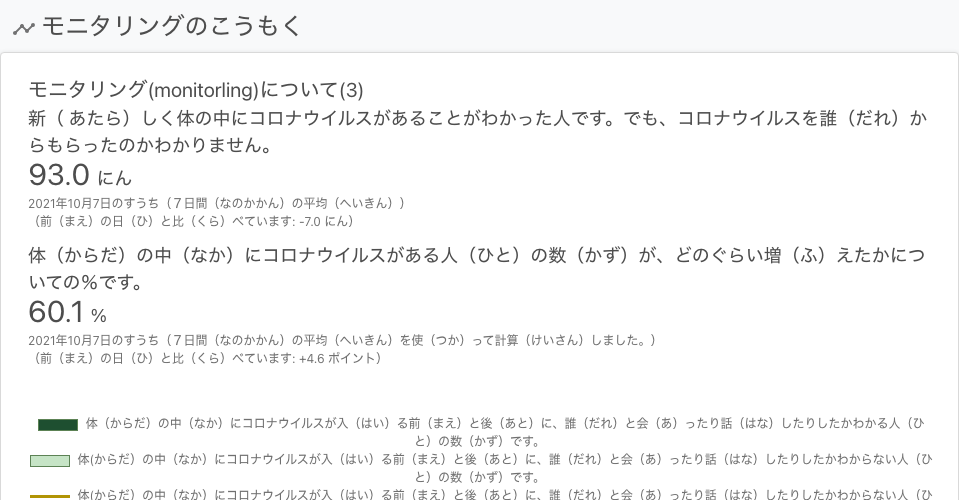 モニタリングのこうもく
モニタリング(monitorling)について(3)
新（ あたら）しく体の中にコロナウイルスがあることがわかった人です。でも、コロナウイルスを誰（だれ）か
らもらったのかわかりません。
93.0 にん
2021年10月7日のすうち（７日間（なのかかん）の平均（へいきん））
（前（まえ）の日（ひ）と比（くら）べています: -7.0 にん）
体（からだ）の中（なか）にコロナウイルスがある人（ひと）の数（かず）が、どのぐらい増（ふ）えたかにつ
いての%です。
60.1 %
2021年10月7日のすうち（７日間（なのかかん）の平均（へいきん）を使（つか）って計算（けいさん）しました。）
（前（まえ）の日（ひ）と比（くら）べています: +4.6 ポイント）
体（からだ）の中（なか）にコロナウイルスが入（はい）る前（まえ）と後（あと）に、誰（だれ）と会（あ）ったり話（はな）したりしたかわかる人（ひ
と）の数（かず）です。
体(からだ）の中（なか）にコロナウイルスが入（はい）る前（まえ）と後（あと）に、誰（だれ）と会（あ）ったり話（はな）したりしたかわからない人（ひ
と）の数（かず）です。
体(からだ）の中（なか）にコロナウイルスが入（はい）る前（まえ）と後（あと）に、誰（だれ）と会（あ）ったり話（はな）したりしたかわからない人（ひ